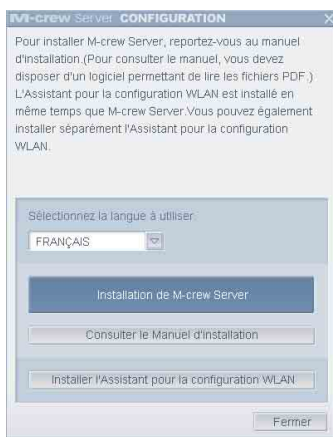 M-crew Server CONFIGURATION
Pour installer M-crew Server, reportez-vous au manuel
d'installation.(Pour consulter le manuel, vous devez
disposer d'un logiciel permettant de lire les fichiers PDF.)
L'Assistant pour la configuration WLAN est installé en
même temps que M-crew Server.Vous pouvez également
installer séparément l'Assistant pour la configuration
WLAN.
Sélectionnez la langue à utiliser.
FRANÇAIS
Installation de M-crew Server
Consulter le Manuel d'installation
Installer l'Assistant pour la configuration WLAN
Fermer